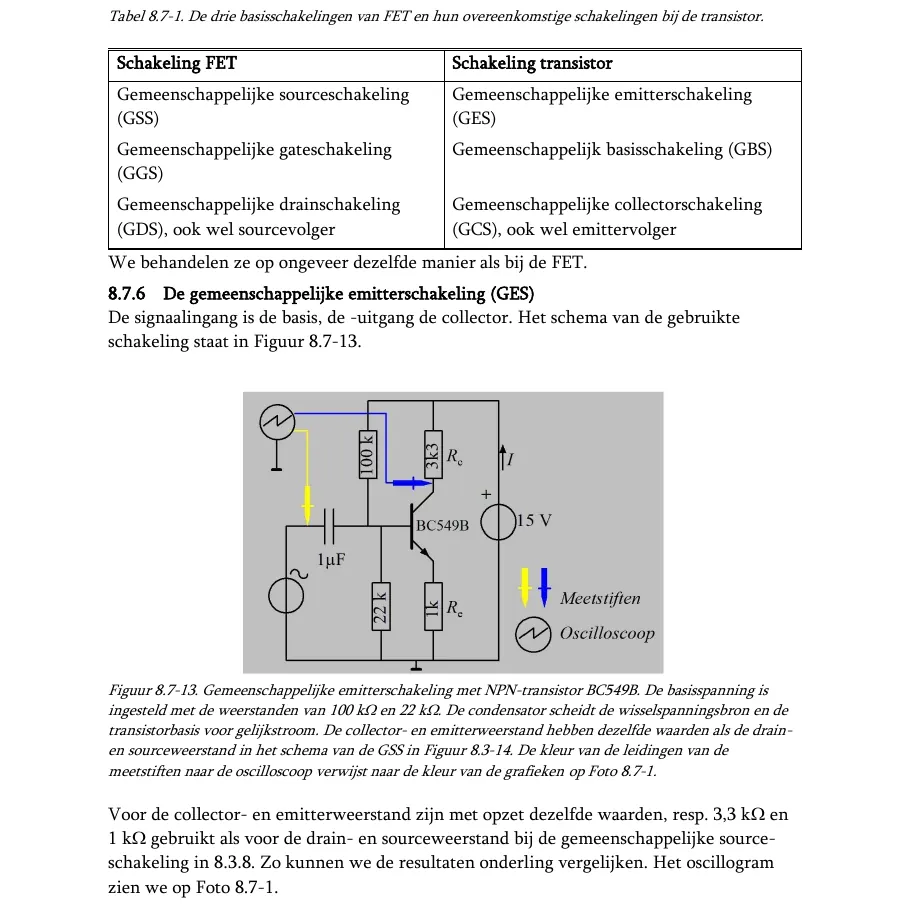 Tabel 8.7-1. De drie basisschakelingen van FET en hun overeenkomstige schakelingen bij de transistor.
Schakeling FET
Schakeling transistor
Gemeenschappelijke sourceschakeling
(GSS)
Gemeenschappelijke emitterschakeling
(GES)
Gemeenschappelijke gateschakeling
(GGS)
Gemeenschappelijk basisschakeling (GBS)
Gemeenschappelijke drainschakeling
(GDS), ook wel sourcevolger
Gemeenschappelijke collectorschakeling
(GCS), ook wel emittervolger
We behandelen ze op ongeveer dezelfde manier als bij de FET.
8.7.6 De gemeenschappelijke emitterschakeling (GES)
De signaalingang is de basis, de -uitgang de collector. Het schema van de gebruikte
schakeling staat in Figuur 8.7-13.
100 k
3k3
Rc
I
+
BC549B
15 V
1µF
22 k
1k
Re
Meetstiften
Oscilloscoop
Figuur 8.7-13. Gemeenschappelijke emitterschakeling met NPN-transistor BC549B. De basisspanning is
ingesteld met de weerstanden van 100 kΩ en 22 kΩ. De condensator scheidt de wisselspanningsbron en de
transistorbasis voor gelijkstroom. De collector- en emitterweerstand hebben dezelfde waarden als de drain-
en sourceweerstand in het schema van de GSS in Figuur 8.3-14. De kleur van de leidingen van de
meetstiften naar de oscilloscoop verwijst naar de kleur van de grafieken op Foto 8.7-1.
Voor de collector- en emitterweerstand zijn met opzet dezelfde waarden, resp. 3,3 kΩ en
1 kΩ gebruikt als voor de drain- en sourceweerstand bij de gemeenschappelijke source-
schakeling in 8.3.8. Zo kunnen we de resultaten onderling vergelijken. Het oscillogram
zien we op Foto 8.7-1.